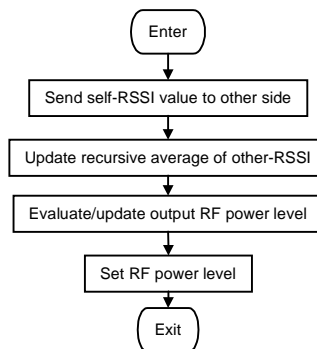 Enter
Send self-RSSI value to other side
Update recursive average of other-RSSI
Evaluate/update output RF power level
Set RF power level
Exit